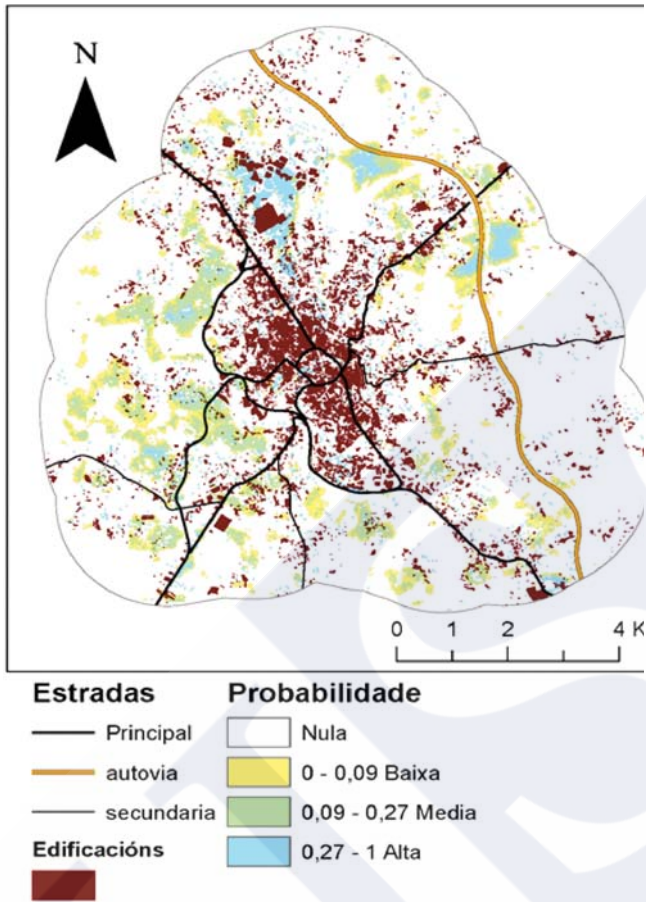 N
0 1 2 4 K
Estradas
Principal
autovia
secundaria
Edificacións
Probabilidade
Nula
0 - 0,09 Baixa
0,09 - 0,27 Media
0,27 - 1 Alta